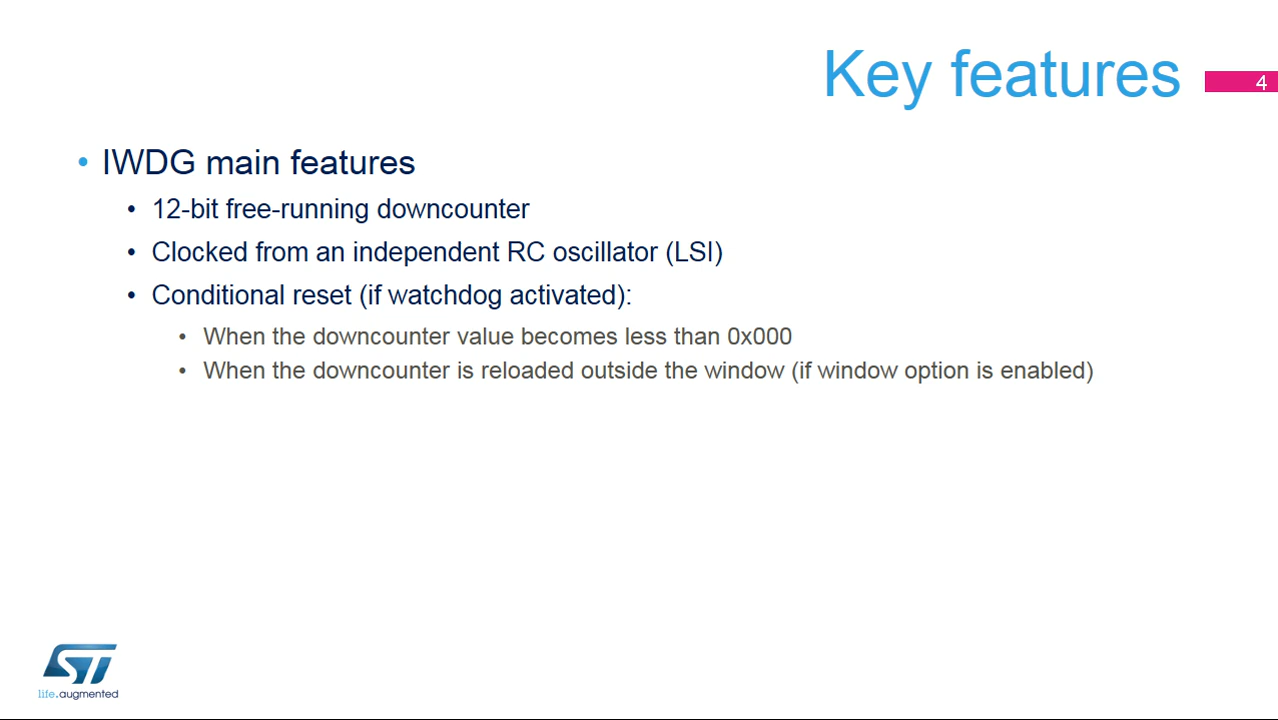 Key features
4
• IWDG main features
• 12-bit free-running downcounter
• Clocked from an independent RC oscillator (LSI)
• Conditional reset (if watchdog activated):
• When the downcounter value becomes less than 0x000
• When the downcounter is reloaded outside the window (if window option is enabled)
ST
life.augmented